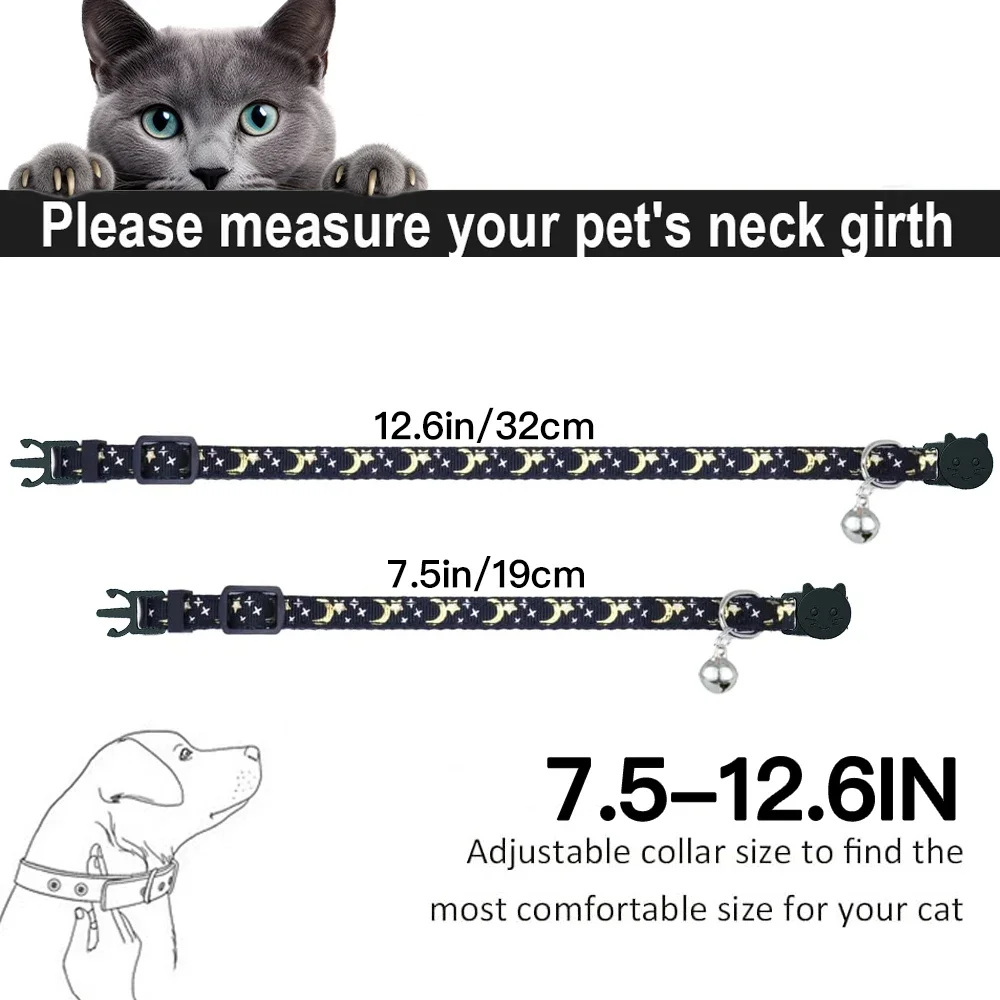 Please measure your pet's neck girth
12.6in/32cm
7.5in/19cm
7.5–12.6IN
Adjustable collar size to find the
most comfortable size for your cat